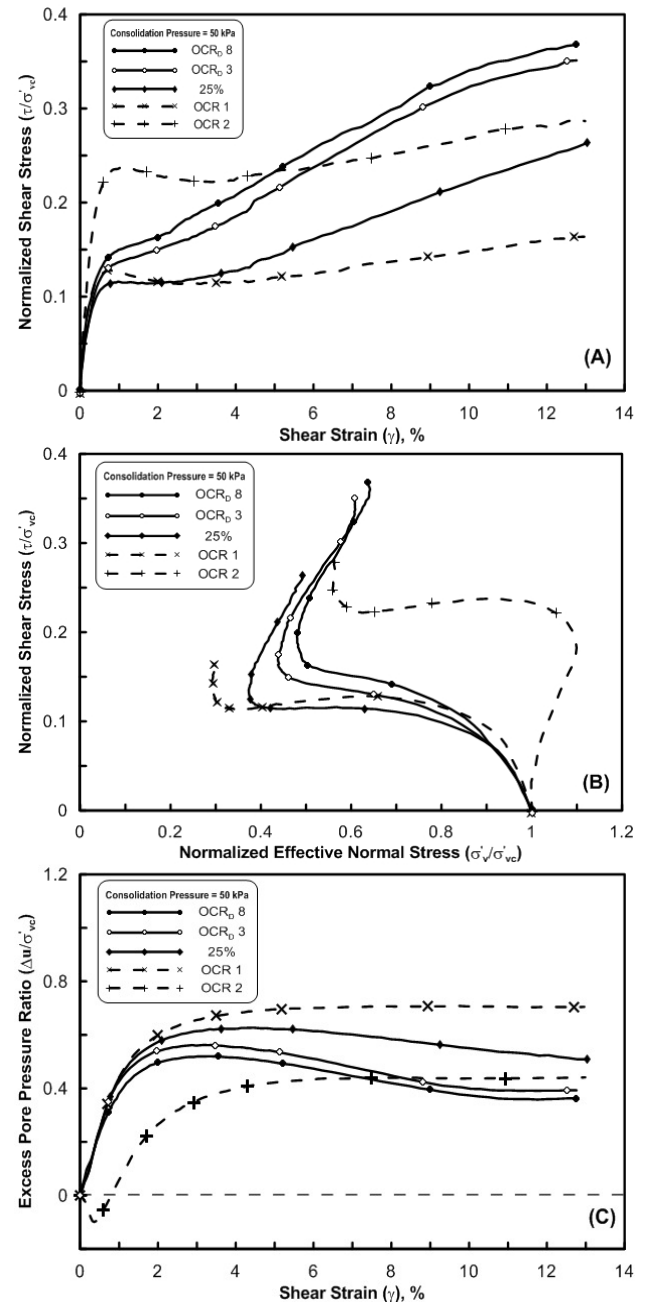 0.4
0.3
0.2
0.1
0
Normalized Shear Stress (τ/σ'vc)
Consolidation Pressure = 50 kPa
OCRD 8
OCRD 3
25%
OCR 1
OCR 2
(A)
0 2 4 6 8 10 12 14
Shear Strain (γ), %
0.4
0.3
0.2
0.1
0
Normalized Shear Stress (τ/σ'vc)
Consolidation Pressure = 50 kPa
OCRD 8
OCRD 3
25%
OCR 1
OCR 2
(B)
0 0.2 0.4 0.6 0.8 1 1.2
Normalized Effective Normal Stress (σ'v/σ'vc)
1.2
0.8
0.4
0
Excess Pore Pressure Ratio (Δu/σ'vc)
Consolidation Pressure = 50 kPa
OCRD 8
OCRD 3
25%
OCR 1
OCR 2
(C)
0 2 4 6 8 10 12 14
Shear Strain (γ), %